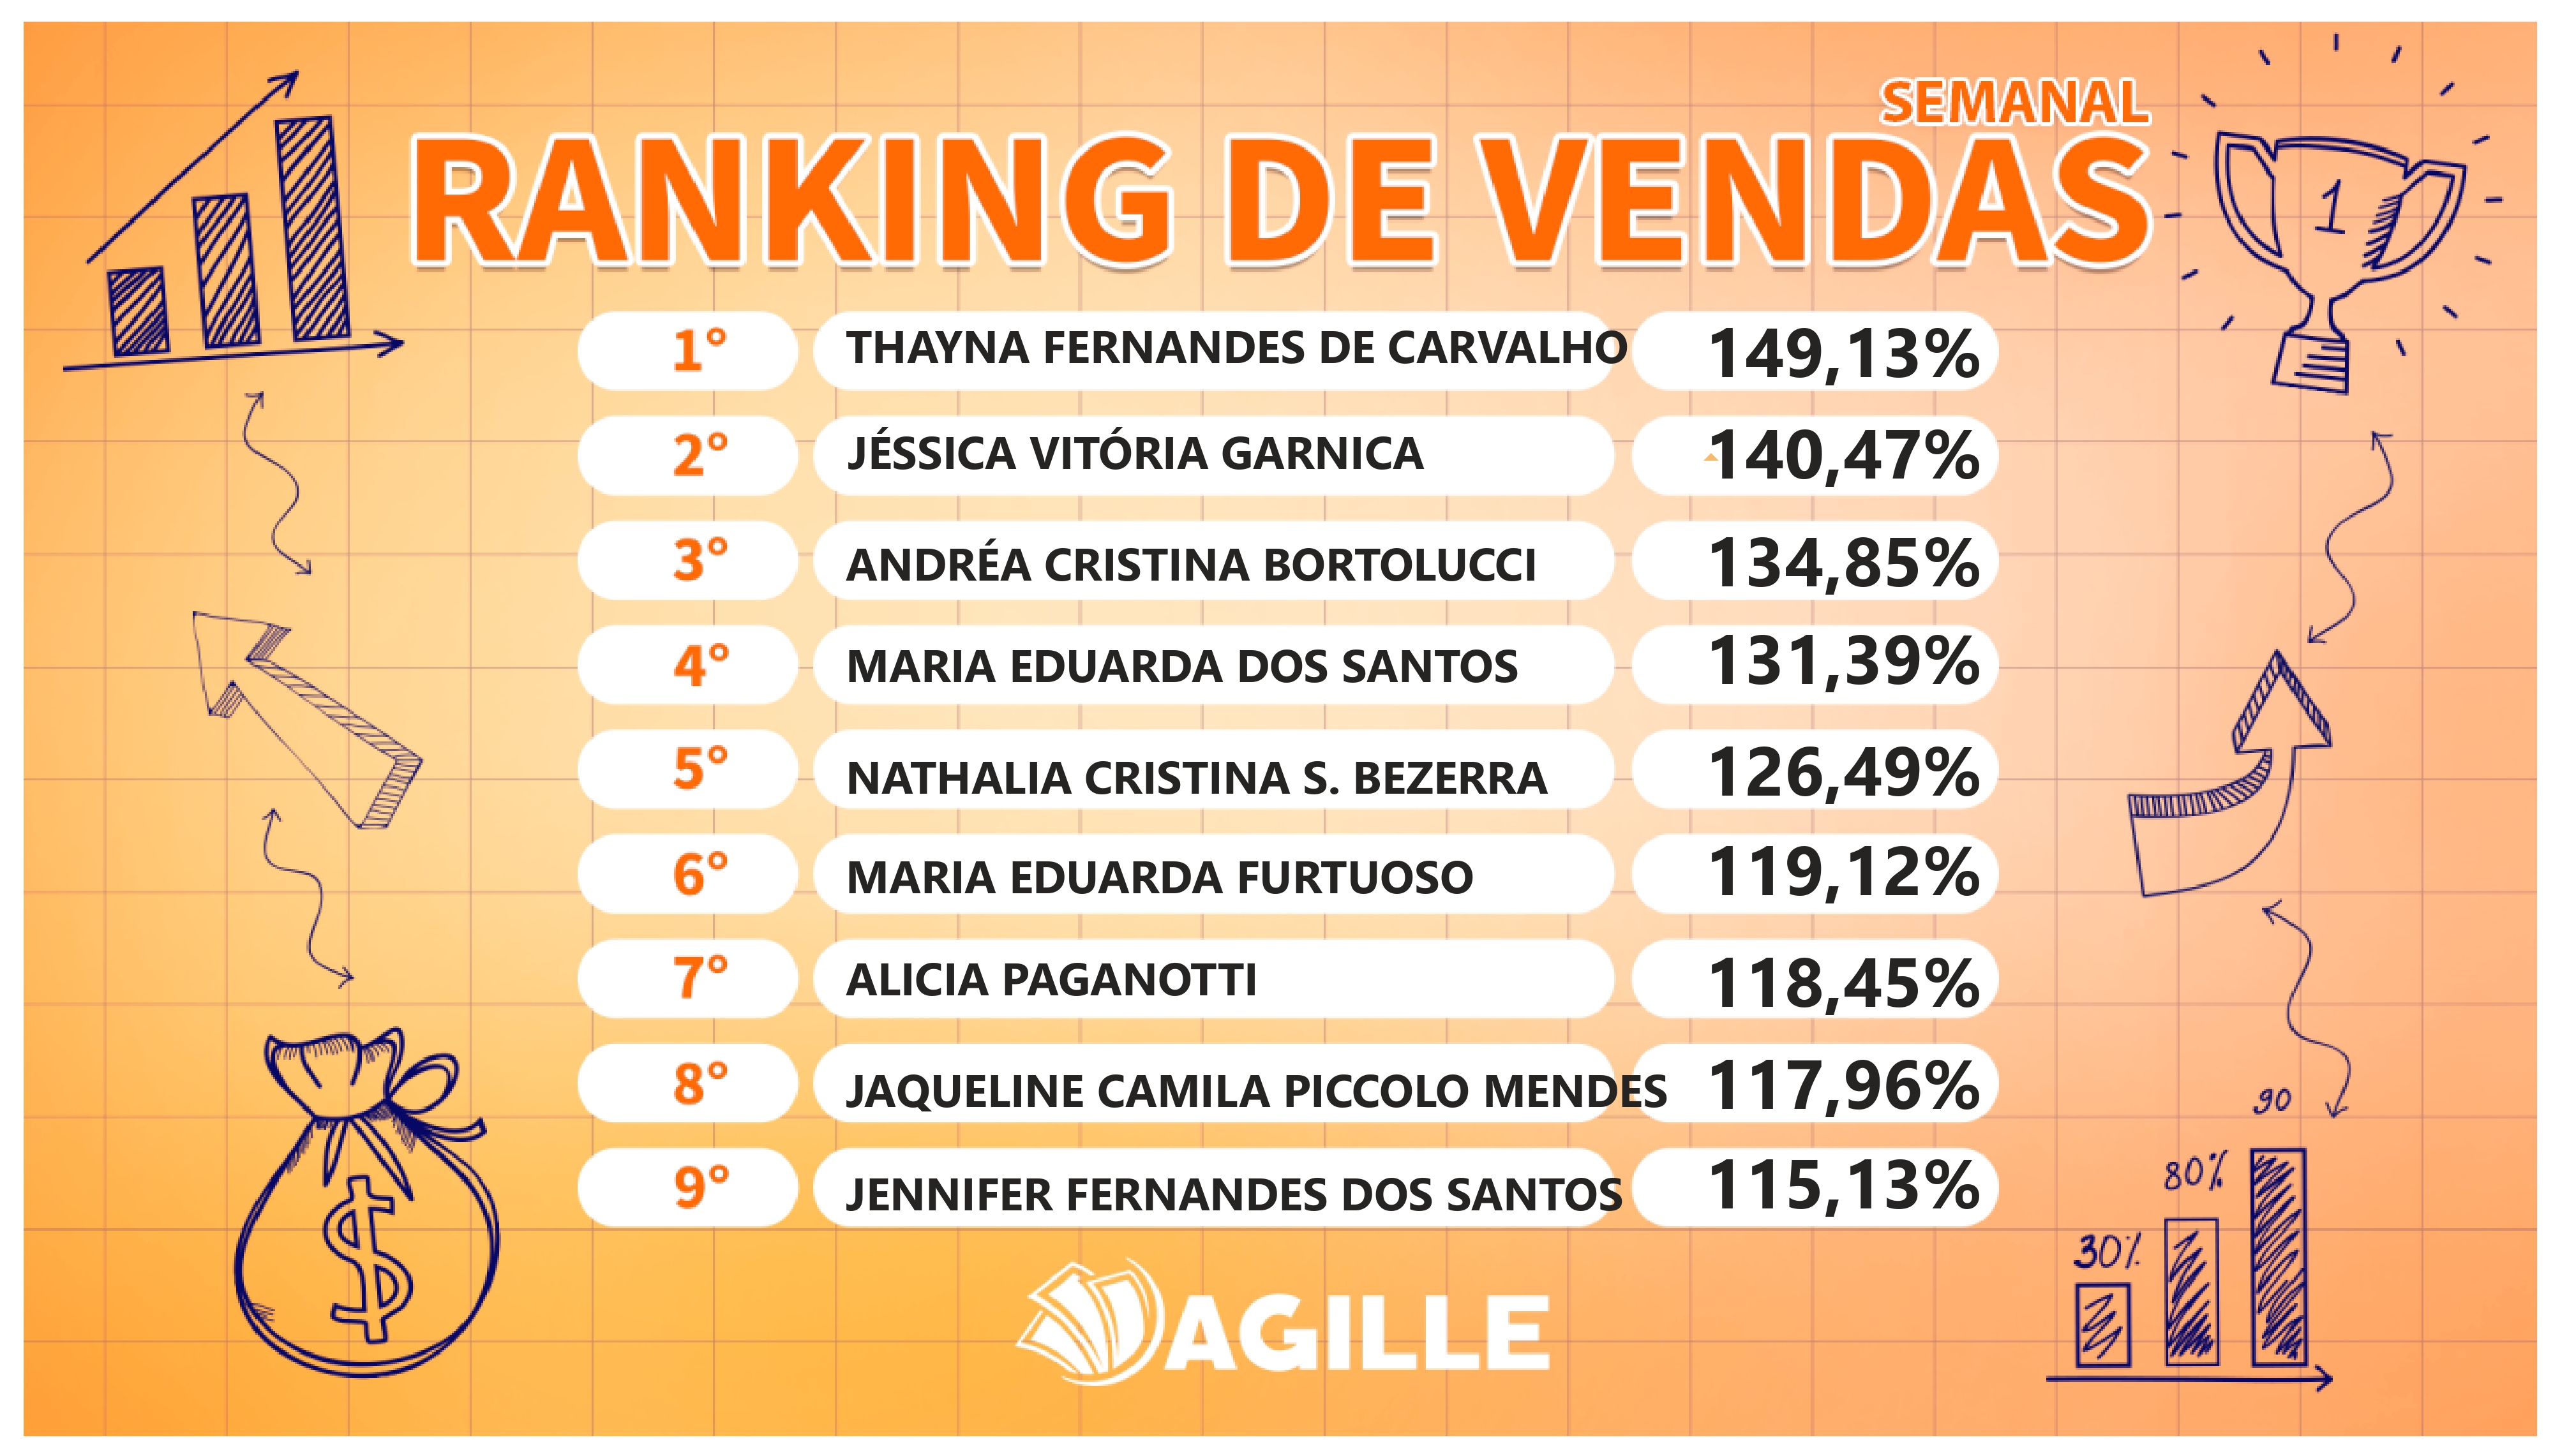 SEMANAL
RANKING DE VENDAS
1
1° THAYNA FERNANDES DE CARVALHO 149,13%
2° JÉSSICA VITÓRIA GARNICA 140,47%
3° ANDRÉA CRISTINA BORTOLUCCI 134,85%
4° MARIA EDUARDA DOS SANTOS 131,39%
5° NATHALIA CRISTINA S. BEZERRA 126,49%
6° MARIA EDUARDA FURTUOSO 119,12%
7° ALICIA PAGANOTTI 118,45%
8° JAQUELINE CAMILA PICCOLO MENDES 117,96%
9° JENNIFER FERNANDES DOS SANTOS 115,13%
90
80%
30%
$
AGILLE